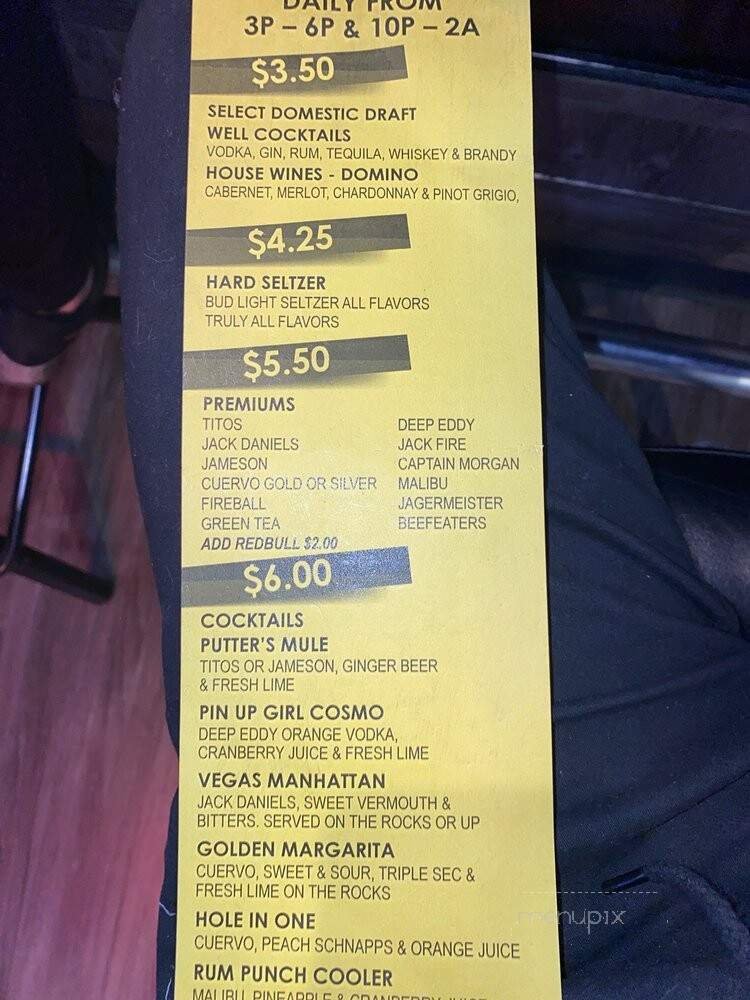 DAILY FROM
3P – 6P & 10P – 2A
$3.50
SELECT DOMESTIC DRAFT
WELL COCKTAILS
VODKA, GIN, RUM, TEQUILA, WHISKEY & BRANDY
HOUSE WINES - DOMINO
CABERNET, MERLOT, CHARDONNAY & PINOT GRIGIO,
$4.25
HARD SELTZER
BUD LIGHT SELTZER ALL FLAVORS
TRULY ALL FLAVORS
$5.50
PREMIUMS
TITOS DEEP EDDY
JACK DANIELS JACK FIRE
JAMESON CAPTAIN MORGAN
CUERVO GOLD OR SILVER MALIBU
FIREBALL JAGERMEISTER
GREEN TEA BEEFEATERS
ADD REDBULL $2.00
$6.00
COCKTAILS
PUTTER'S MULE
TITOS OR JAMESON, GINGER BEER
& FRESH LIME
PIN UP GIRL COSMO
DEEP EDDY ORANGE VODKA,
CRANBERRY JUICE & FRESH LIME
VEGAS MANHATTAN
JACK DANIELS, SWEET VERMOUTH &
BITTERS. SERVED ON THE ROCKS OR UP
GOLDEN MARGARITA
CUERVO, SWEET & SOUR, TRIPLE SEC &
FRESH LIME ON THE ROCKS
HOLE IN ONE
CUERVO, PEACH SCHNAPPS & ORANGE JUICE
RUM PUNCH COOLER
MALIBU, PINEAPPLE & CRANBERRY JUICE
menupix